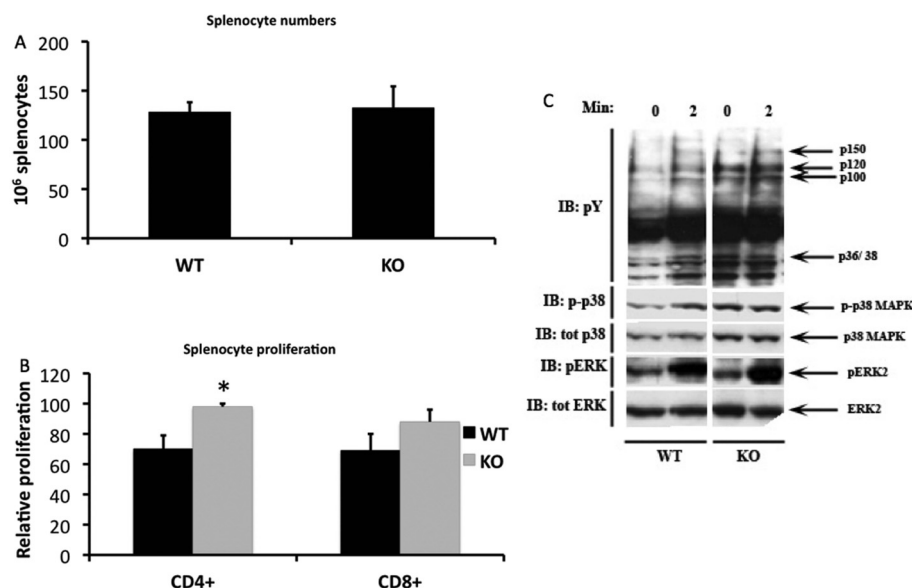 A
Splenocyte numbers
10⁶ splenocytes
200
150
100
50
0
WT
KO
B
Splenocyte proliferation
Relative proliferation
120
100
80
60
40
20
0
*
WT
KO
CD4+
CD8+
C
Min: 0 2 0 2
IB: pY
p150
p120
p100
p36/ 38
IB: p-p38
p-p38 MAPK
IB: tot p38
p38 MAPK
IB: pERK
pERK2
IB: tot ERK
ERK2
WT KO